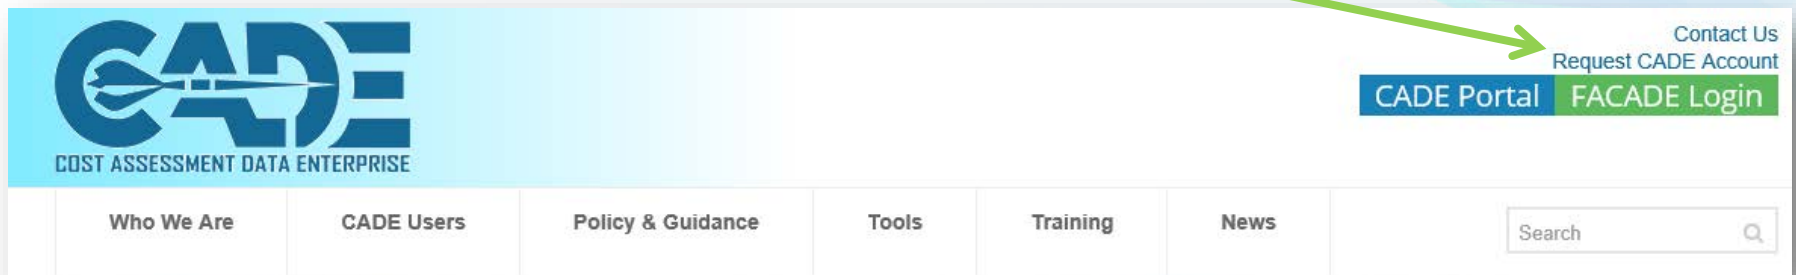 CADE
COST ASSESSMENT DATA ENTERPRISE
Contact Us
Request CADE Account
CADE Portal FACADE Login
Who We Are CADE Users Policy & Guidance Tools Training News Search